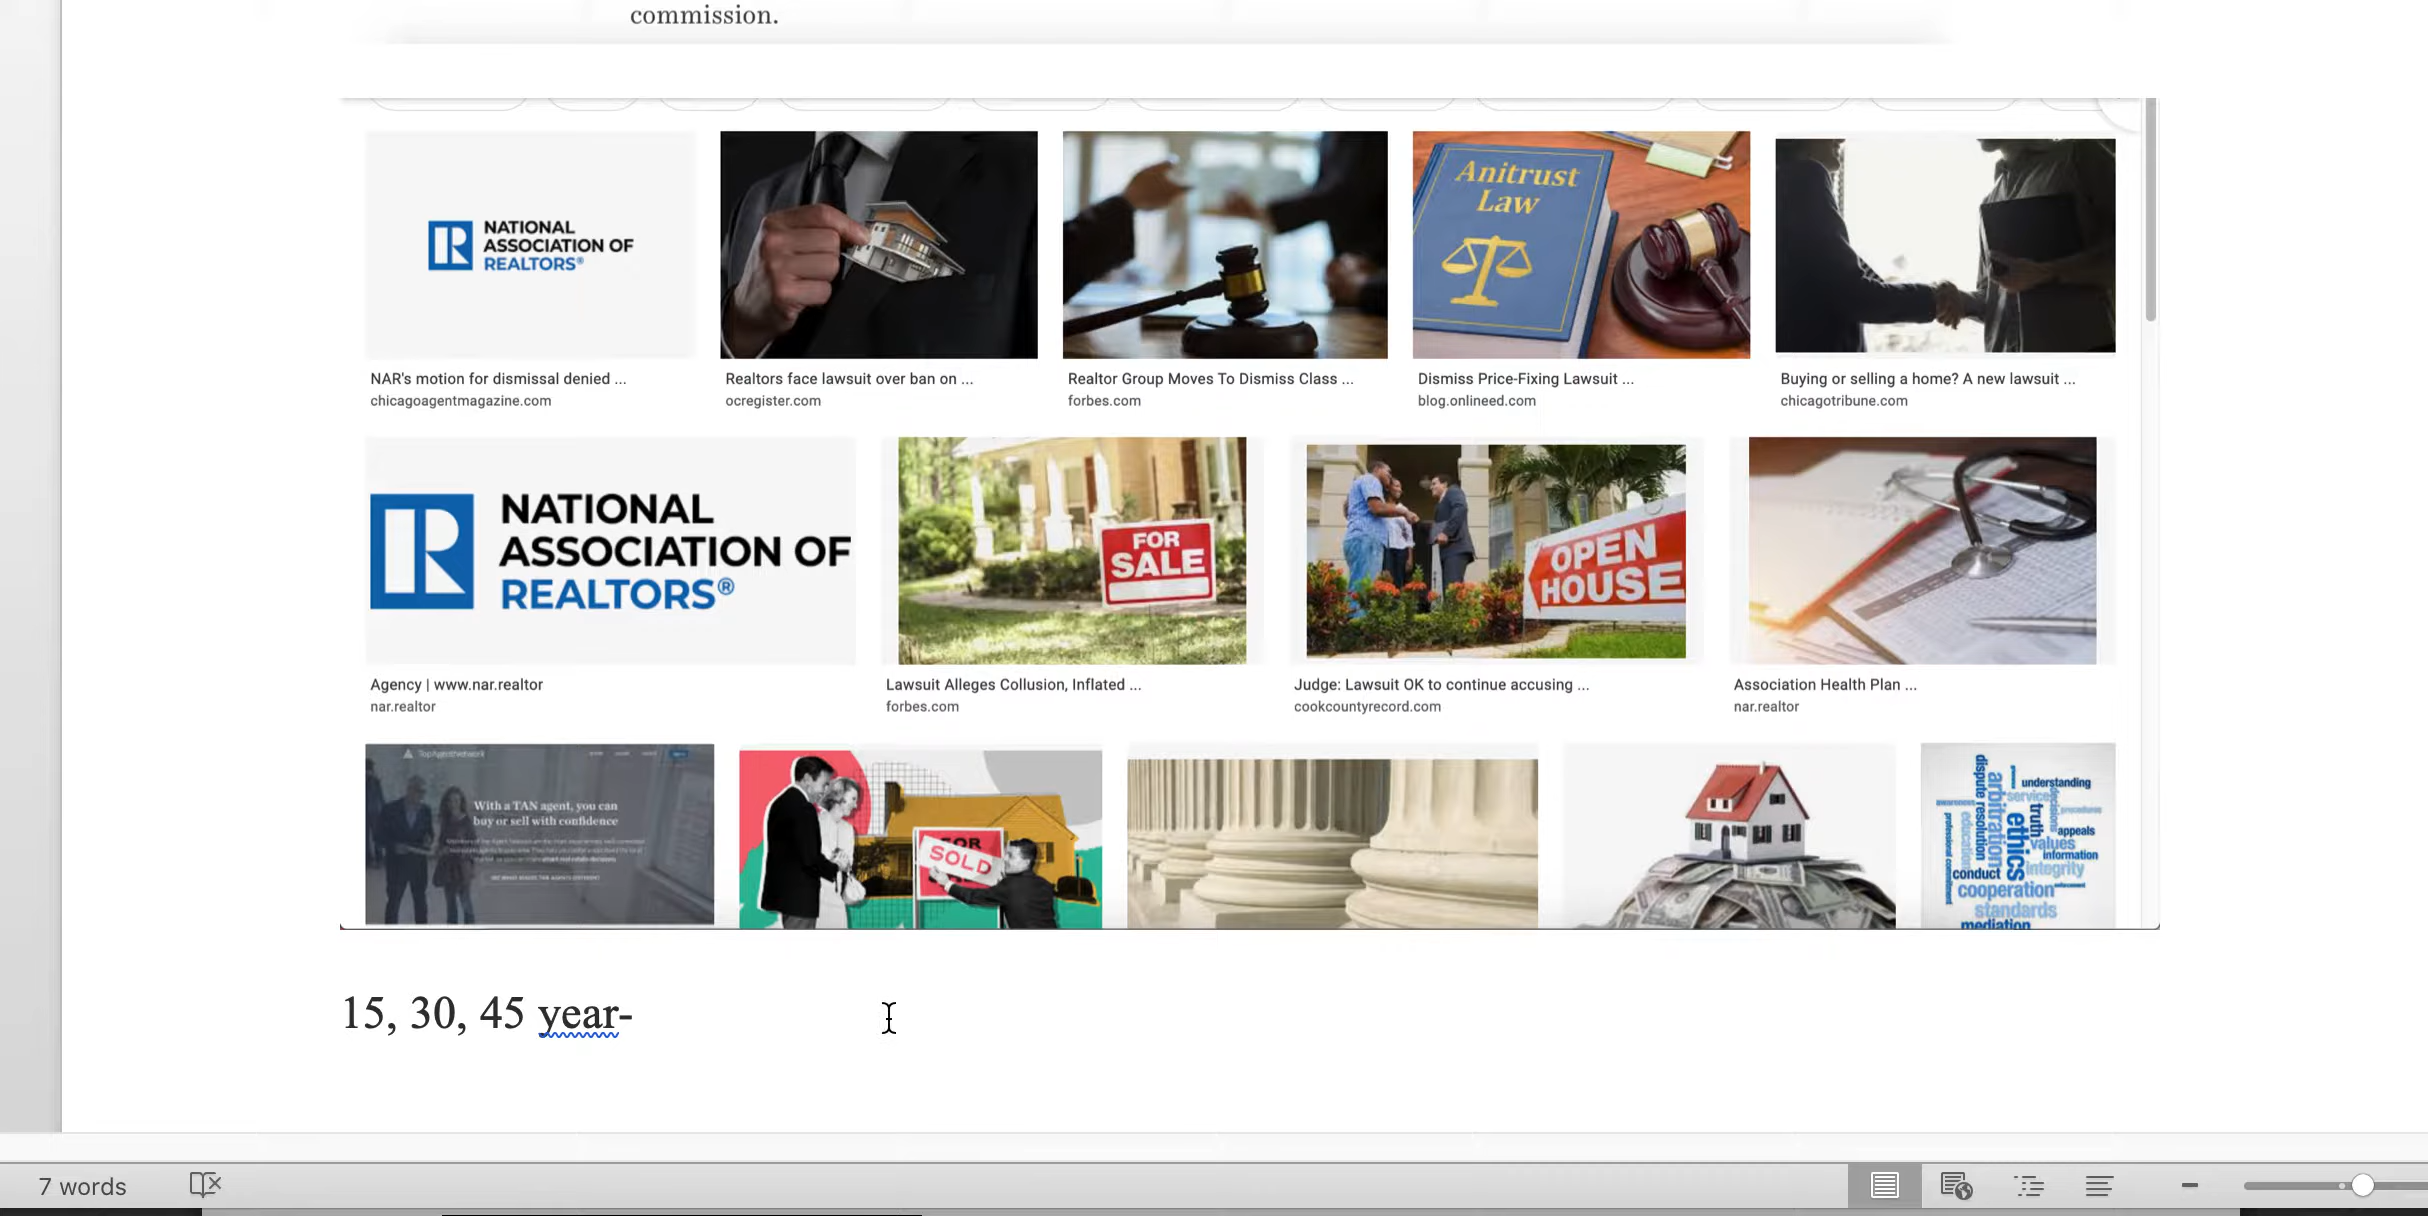 commission.
NATIONAL
ASSOCIATION OF
REALTORS®
Anitrust
Law
NAR's motion for dismissal denied ...
chicagoagentmagazine.com
Realtors face lawsuit over ban on ...
ocregister.com
Realtor Group Moves To Dismiss Class ...
forbes.com
Dismiss Price-Fixing Lawsuit ...
blog.onlineed.com
Buying or selling a home? A new lawsuit ...
chicagotribune.com
NATIONAL
ASSOCIATION OF
REALTORS®
FOR
SALE
OPEN
HOUSE
Agency | www.nar.realtor
nar.realtor
Lawsuit Alleges Collusion, Inflated ...
forbes.com
Judge: Lawsuit OK to continue accusing ...
cookcountyrecord.com
Association Health Plan ...
nar.realtor
With a TAN agent, you can
buy or sell with confidence
FOR
SOLD
dispute resolution
arbitration
ethics
understanding
services
truth
appeals
values
information
integrity
conduct
cooperation
standards
mediation
15, 30, 45 year-
7 words